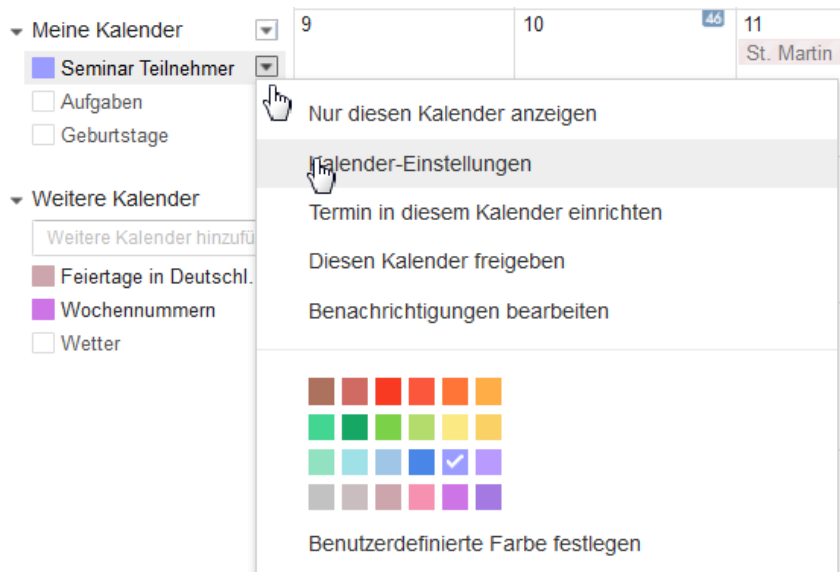 Meine Kalender
Seminar Teilnehmer
Aufgaben
Geburtstage
Weitere Kalender
Weitere Kalender hinzufü
Feiertage in Deutschl.
Wochennummern
Wetter
9
10
46
11
St. Martin
Nur diesen Kalender anzeigen
Kalender-Einstellungen
Termin in diesem Kalender einrichten
Diesen Kalender freigeben
Benachrichtigungen bearbeiten
Benutzerdefinierte Farbe festlegen